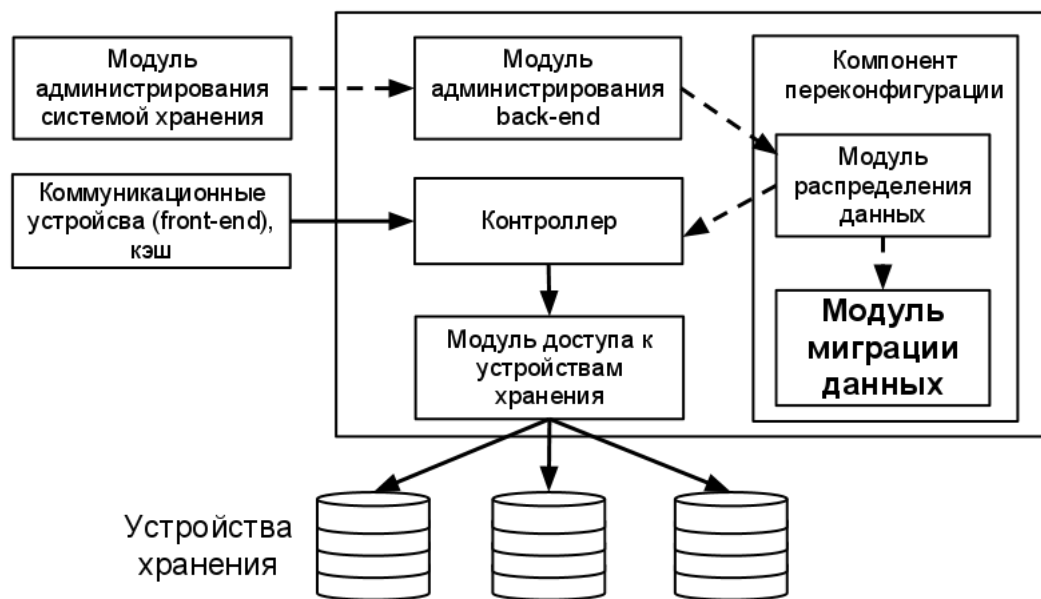 Модуль
администрирования
системой хранения
Модуль
администрирования
back-end
Компонент
переконфигурации
Модуль
распределения
данных
Коммуникационные
устройсва (front-end),
кэш
Контроллер
Модуль
миграции
данных
Модуль доступа к
устройствам
хранения
Устройства
хранения